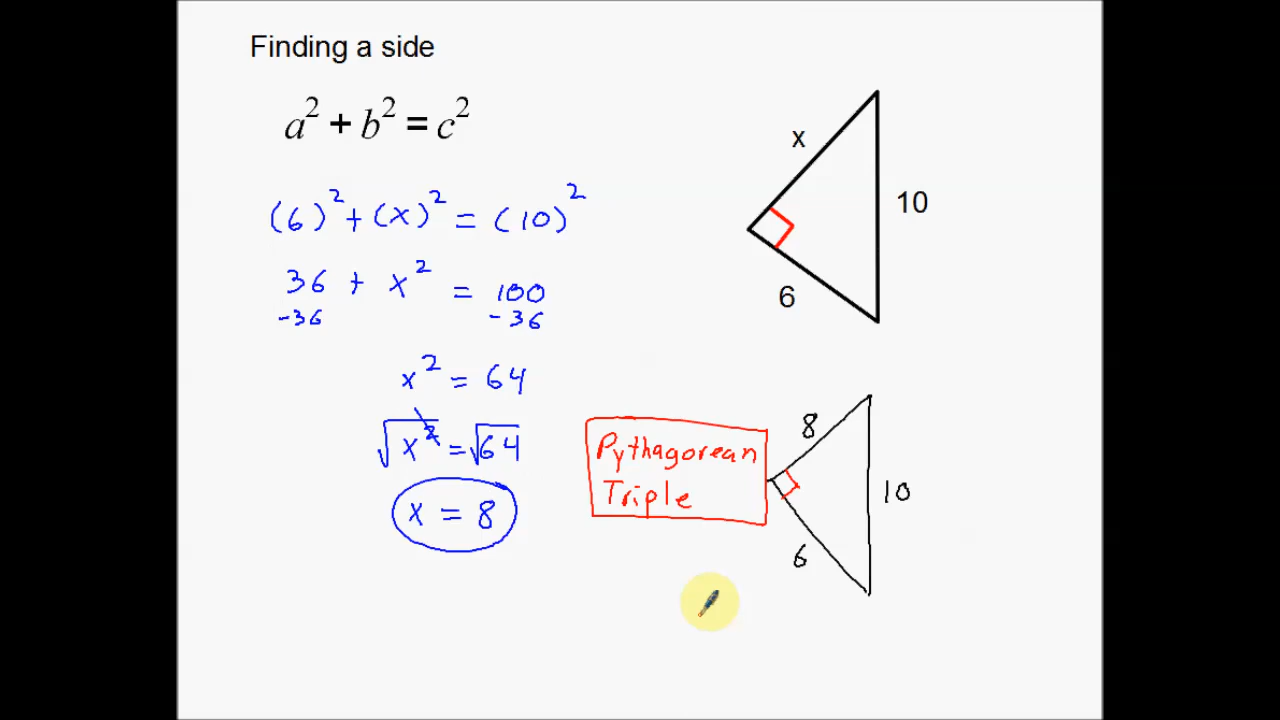 Finding a side
a² + b² = c²
(6)² + (x)² = (10)²
36 + x² = 100
-36 -36
x² = 64
√x² = √64
x = 8
x
10
6
Pythagorean
Triple
8
10
6